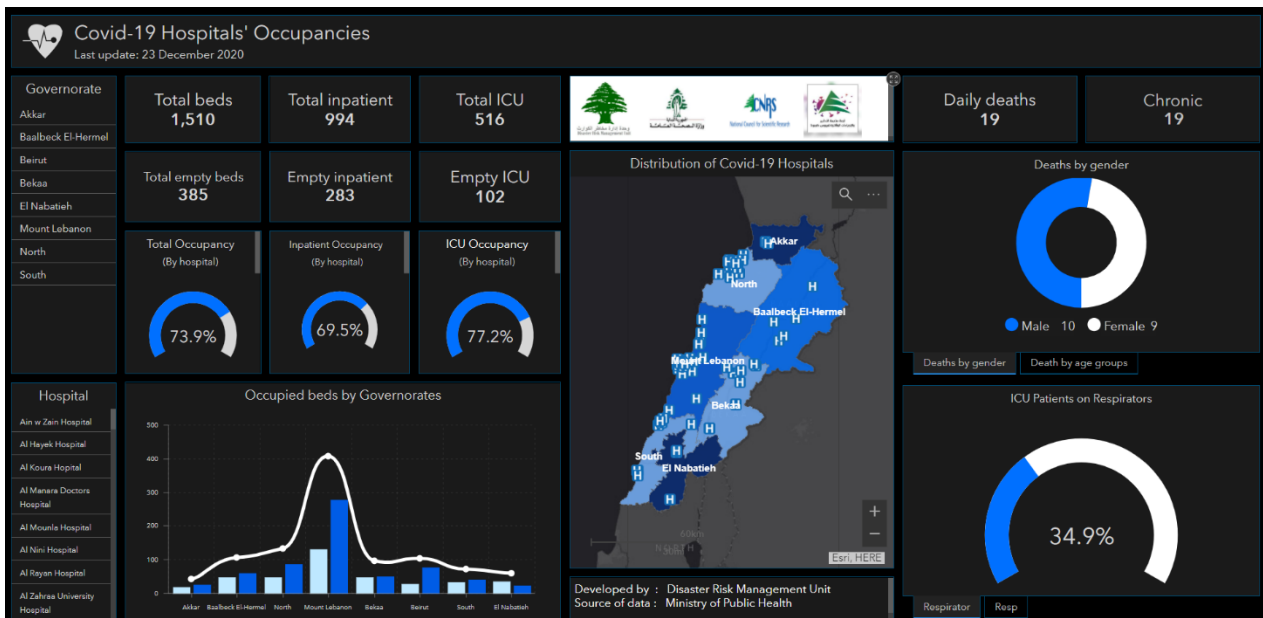 Covid-19 Hospitals' Occupancies
Last update: 23 December 2020
Governorate
Akkar
Baalbeck El-Hermel
Beirut
Bekaa
El Nabatieh
Mount Lebanon
North
South
Total beds
1,510
Total inpatient
994
Total ICU
516
Total empty beds
385
Empty inpatient
283
Empty ICU
102
Total Occupancy
(By hospital)
73.9%
Inpatient Occupancy
(By hospital)
69.5%
ICU Occupancy
(By hospital)
77.2%
Hospital
Ain w Zain Hospital
Al Hayek Hospital
Al Koura Hopital
Al Manara Doctors
Hospital
Al Mounla Hospital
Al Nini Hospital
Al Rayan Hospital
Al Zahraa University
Hospital
Occupied beds by Governorates
500
400
300
200
100
0
Akkar Baalbeck El-Hermel North Mount Lebanon Bekaa Beirut South El Nabatieh
CNRS
National Council for Scientific Research
Distribution of Covid-19 Hospitals
Akkar
North
Baalbeck El-Hermel
Mount Lebanon
Bekaa
South
El Nabatieh
60km
Esri, HERE
Developed by : Disaster Risk Management Unit
Source of data : Ministry of Public Health
Daily deaths
19
Chronic
19
Deaths by gender
Male 10 Female 9
Deaths by gender Death by age groups
ICU Patients on Respirators
34.9%
Respirator Resp